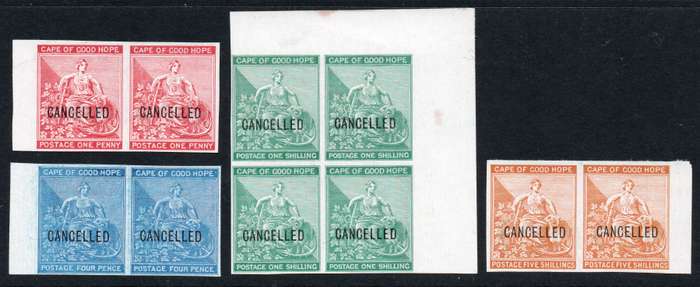 CAPE OF GOOD HOPE CAPE OF GOOD HOPE
CANCELLED CANCELLED
POSTAGE ONE PENNY POSTAGE ONE PENNY
CAPE OF GOOD HOPE CAPE OF GOOD HOPE
CANCELLED CANCELLED
POSTAGE FOUR PENCE POSTAGE FOUR PENCE
CAPE OF GOOD HOPE CAPE OF GOOD HOPE
CANCELLED CANCELLED
POSTAGE ONE SHILLING POSTAGE ONE SHILLING
CAPE OF GOOD HOPE CAPE OF GOOD HOPE
CANCELLED CANCELLED
POSTAGE ONE SHILLING POSTAGE ONE SHILLING
CAPE OF GOOD HOPE CAPE OF GOOD HOPE
CANCELLED CANCELLED
POSTAGE FIVE SHILLINGS POSTAGE FIVE SHILLINGS